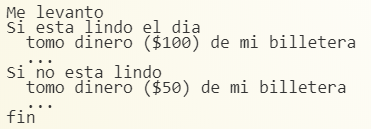 Me levanto
Si esta lindo el dia
  tomo dinero ($100) de mi billetera
  ...
Si no esta lindo
  tomo dinero ($50) de mi billetera
  ...
fin